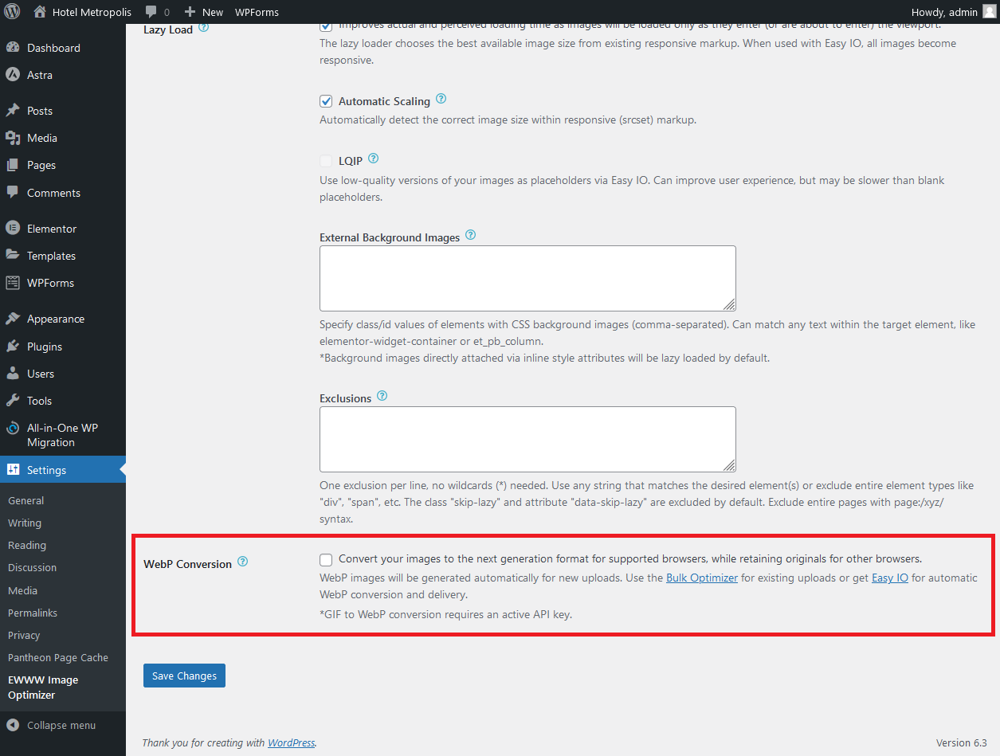 Hotel Metropolis 0 New WPForms Howdy, admin
Dashboard
Astra
Posts
Media
Pages
Comments
Elementor
Templates
WPForms
Appearance
Plugins
Users
Tools
All-in-One WP
Migration
Settings
General
Writing
Reading
Discussion
Media
Permalinks
Privacy
Pantheon Page Cache
EWWW Image
Optimizer
Collapse menu
Lazy Load ?
Improves actual and perceived loading time as images will be loaded only as they enter (or are about to enter) the viewport.
The lazy loader chooses the best available image size from existing responsive markup. When used with Easy IO, all images become
responsive.
Automatic Scaling ?
Automatically detect the correct image size within responsive (srcset) markup.
LQIP ?
Use low-quality versions of your images as placeholders via Easy IO. Can improve user experience, but may be slower than blank
placeholders.
External Background Images ?
Specify class/id values of elements with CSS background images (comma-separated). Can match any text within the target element, like
elementor-widget-container or et_pb_column.
*Background images directly attached via inline style attributes will be lazy loaded by default.
Exclusions ?
One exclusion per line, no wildcards (*) needed. Use any string that matches the desired element(s) or exclude entire element types like
"div", "span", etc. The class "skip-lazy" and attribute "data-skip-lazy" are excluded by default. Exclude entire pages with page:/xyz/
syntax.
WebP Conversion ?
Convert your images to the next generation format for supported browsers, while retaining originals for other browsers.
WebP images will be generated automatically for new uploads. Use the Bulk Optimizer for existing uploads or get Easy IO for automatic
WebP conversion and delivery.
*GIF to WebP conversion requires an active API key.
Save Changes
Thank you for creating with WordPress.
Version 6.3